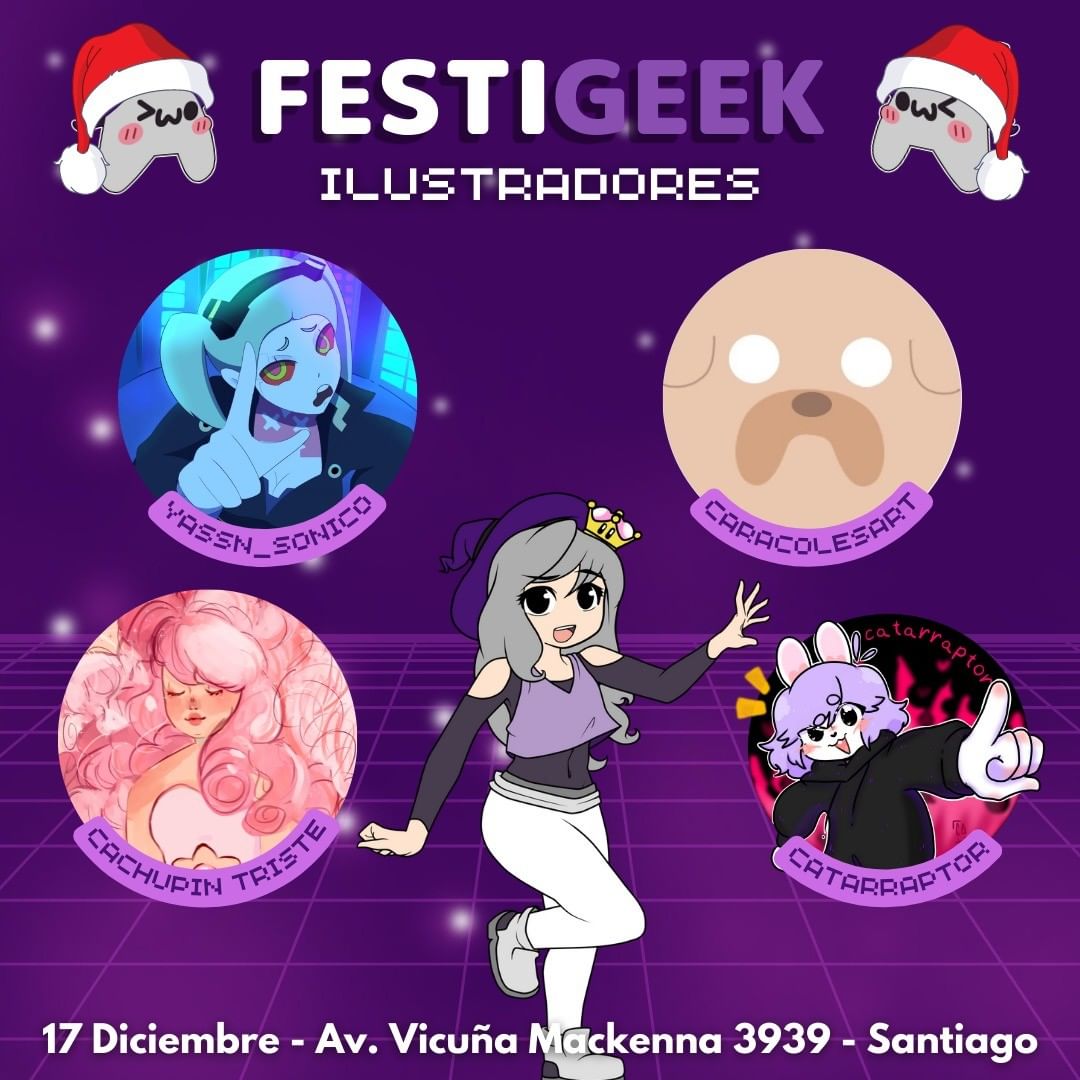 FESTIGEEK
ILUSTRADORES
YASSN_SONICO
CARACOLESART
catarraptor
CACHUPIN TRISTE
CATARRAPTOR
17 Diciembre - Av. Vicuña Mackenna 3939 - Santiago